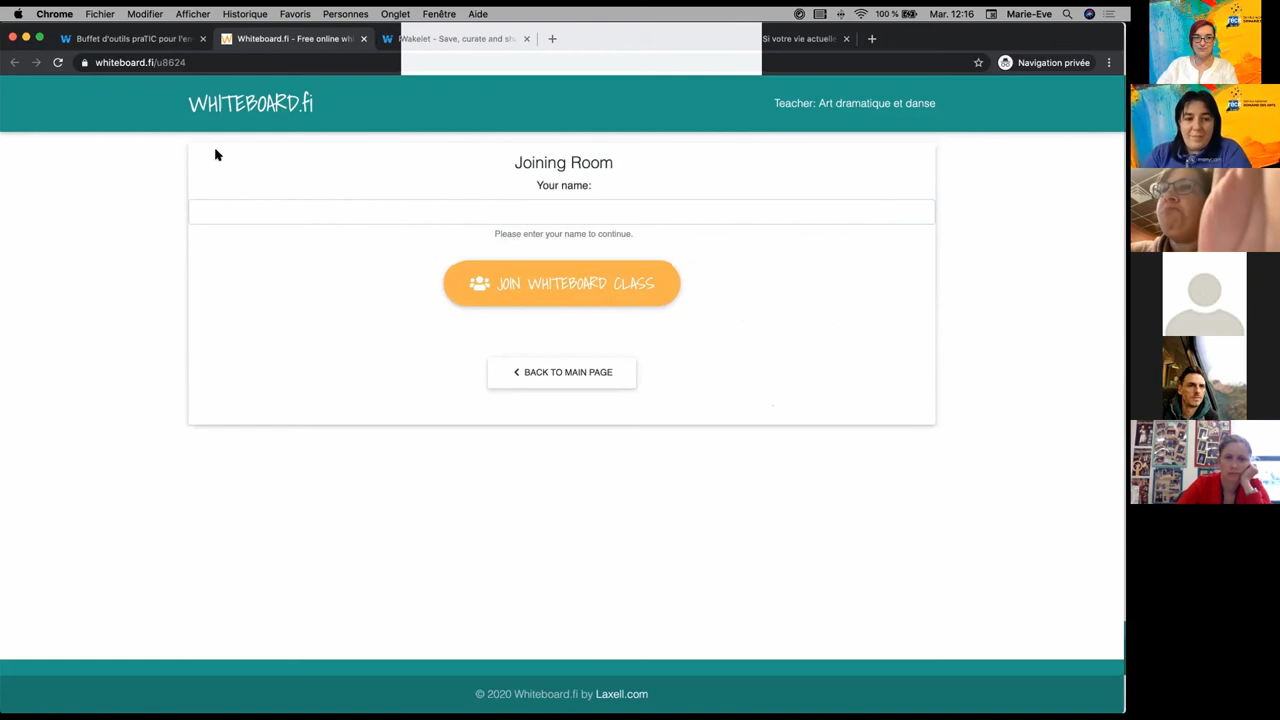 Chrome Fichier Modifier Afficher Historique Favoris Personnes Onglet Fenêtre Aide 100 % Mar. 12:16 Marie-Eve
Buffet d'outils praTIC pour l'en
Whiteboard.fi - Free online whi
Wakelet - Save, curate and sh
Si votre vie actuelle
whiteboard.fi/u8624
Navigation privée
WHITEBOARD.fi
Teacher: Art dramatique et danse
Joining Room
Your name:
Please enter your name to continue.
JOIN WHITEBOARD CLASS
BACK TO MAIN PAGE
© 2020 Whiteboard.fi by Laxell.com